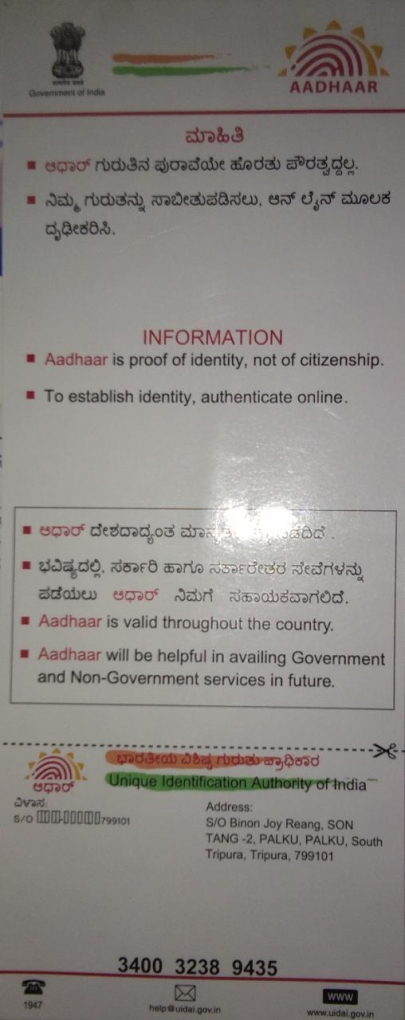 Government of India
AADHAAR
ಮಾಹಿತಿ
ಆಧಾರ್ ಗುರುತಿನ ಪುರಾವೆಯೇ ಹೊರತು ಪೌರತ್ವದ್ದಲ್ಲ.
ನಿಮ್ಮ ಗುರುತನ್ನು ಸಾಬೀತುಪಡಿಸಲು, ಆನ್ ಲೈನ್ ಮೂಲಕ
ದೃಢೀಕರಿಸಿ.
INFORMATION
Aadhaar is proof of identity, not of citizenship.
To establish identity, authenticate online.
ಆಧಾರ್ ದೇಶದಾದ್ಯಂತ
ಭವಿಷ್ಯದಲ್ಲಿ, ಸರ್ಕಾರಿ ಹಾಗೂ ಸರ್ಕಾರೇತರ ಸೇವೆಗಳನ್ನು
ಪಡೆಯಲು ಆಧಾರ್ ನಿಮಗೆ ಸಹಾಯಕವಾಗಲಿದೆ.
Aadhaar is valid throughout the country.
Aadhaar will be helpful in availing Government
and Non-Government services in future.
ಭಾರತೀಯ ವಿಶಿಷ್ಟ ಗುರುತು ಪ್ರಾಧಿಕಾರ
ಆಧಾರ್
Unique Identification Authority of India
ವಿಳಾಸ:
S/O 799101
Address:
S/O Binon Joy Reang, SON
TANG -2, PALKU, PALKU, South
Tripura, Tripura, 799101
3400 3238 9435
1947
help@uidai.gov.in
WWW
www.uidai.gov.in